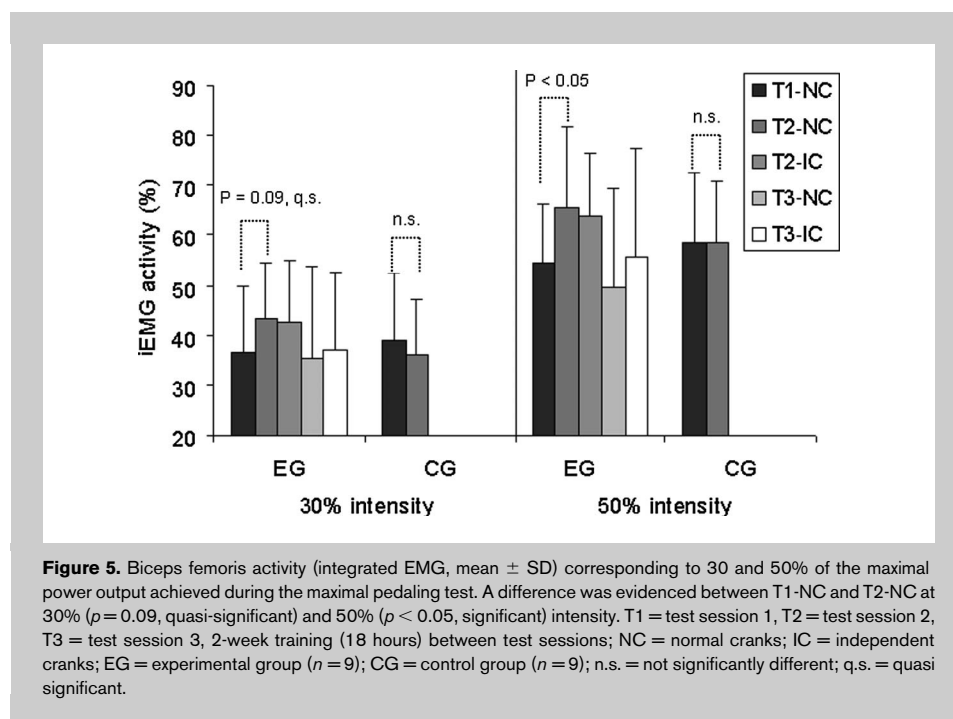 90
80
70
60
50
40
30
20
iEMG activity (%)
P = 0.09, q.s.
n.s.
P < 0.05
n.s.
T1-NC
T2-NC
T2-IC
T3-NC
T3-IC
EG
CG
EG
CG
30% intensity
50% intensity
Figure 5. Biceps femoris activity (integrated EMG, mean ± SD) corresponding to 30 and 50% of the maximal
power output achieved during the maximal pedaling test. A difference was evidenced between T1-NC and T2-NC at
30% (p = 0.09, quasi-significant) and 50% (p < 0.05, significant) intensity. T1 = test session 1, T2 = test session 2,
T3 = test session 3, 2-week training (18 hours) between test sessions; NC = normal cranks; IC = independent
cranks; EG = experimental group (n = 9); CG = control group (n = 9); n.s. = not significantly different; q.s. = quasi
significant.